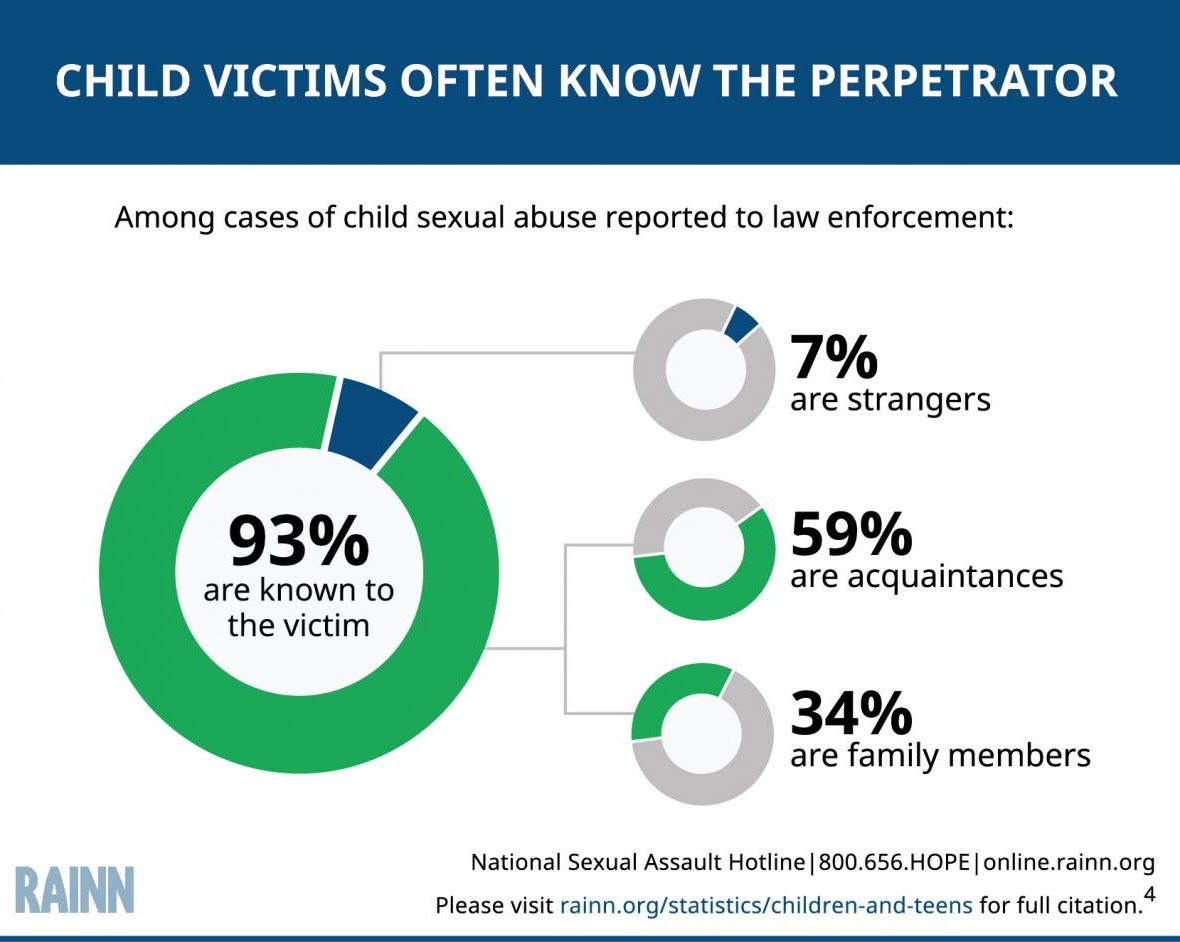 CHILD VICTIMS OFTEN KNOW THE PERPETRATOR
Among cases of child sexual abuse reported to law enforcement:
7%
are strangers
93%
are known to
the victim
59%
are acquaintances
34%
are family members
RAINN
National Sexual Assault Hotline|800.656.HOPE|online.rainn.org
Please visit rainn.org/statistics/children-and-teens for full citation.4